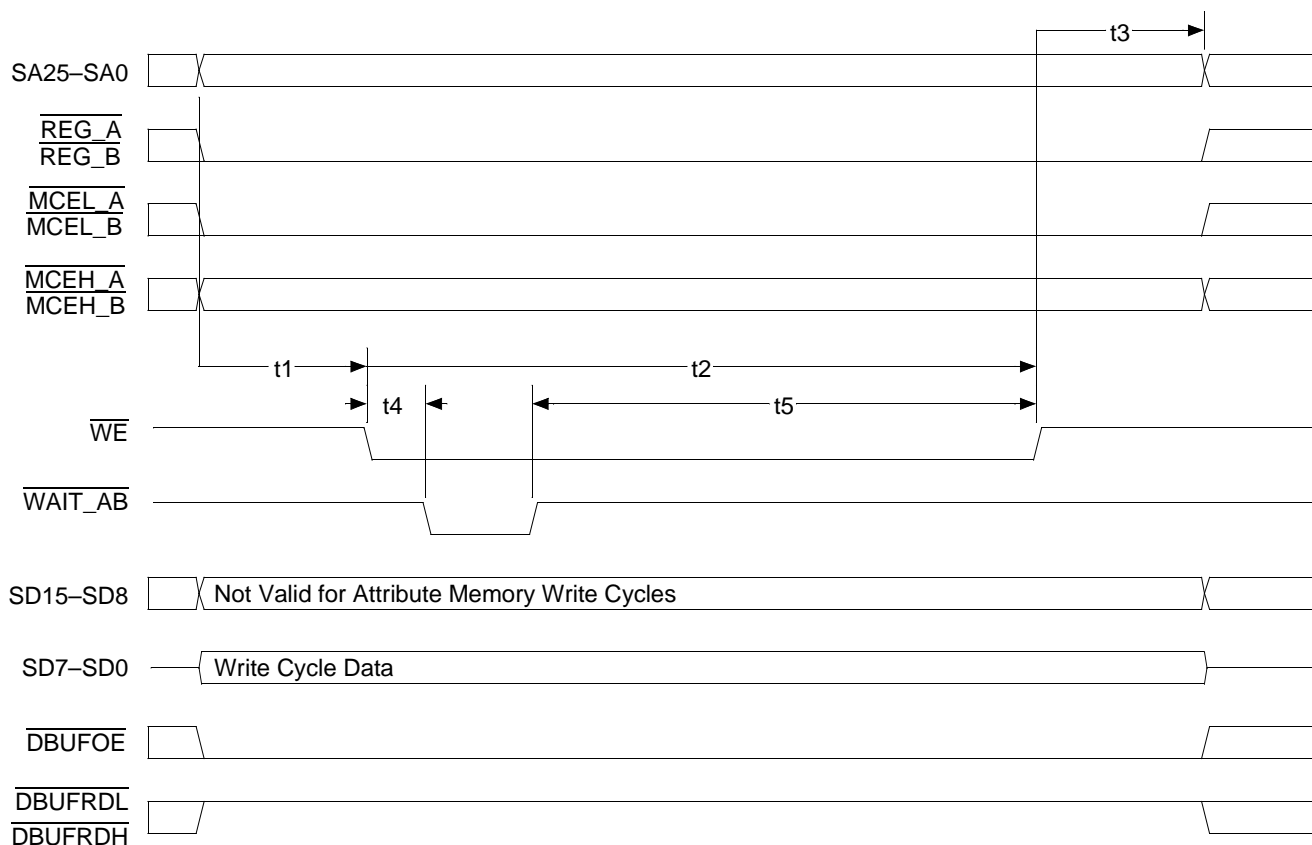 t3
SA25–SA0
REG_A
REG_B
MCEL_A
MCEL_B
MCEH_A
MCEH_B
t1
t2
t4
t5
WE
WAIT_AB
SD15–SD8
Not Valid for Attribute Memory Write Cycles
SD7–SD0
Write Cycle Data
DBUFOE
DBUFRDL
DBUFRDH